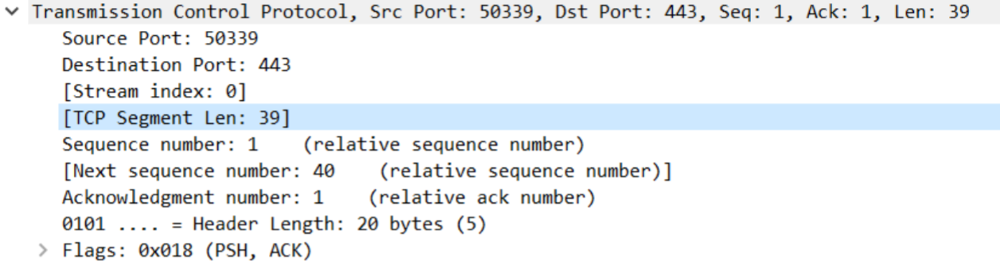 Transmission Control Protocol, Src Port: 50339, Dst Port: 443, Seq: 1, Ack: 1, Len: 39
Source Port: 50339
Destination Port: 443
[Stream index: 0]
[TCP Segment Len: 39]
Sequence number: 1    (relative sequence number)
[Next sequence number: 40    (relative sequence number)]
Acknowledgment number: 1    (relative ack number)
0101 .... = Header Length: 20 bytes (5)
Flags: 0x018 (PSH, ACK)